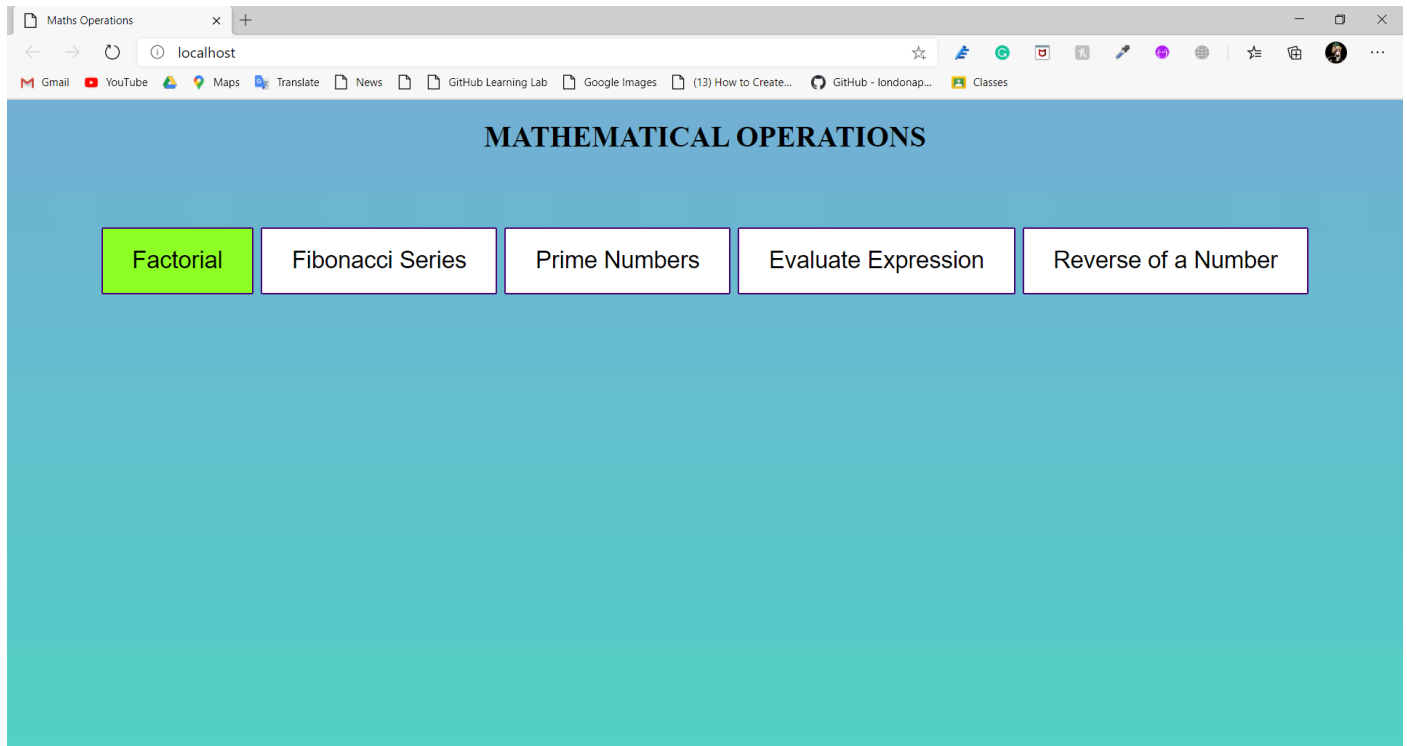 Maths Operations
localhost
Gmail YouTube Maps Translate News GitHub Learning Lab Google Images (13) How to Create... GitHub - londonap... Classes
MATHEMATICAL OPERATIONS
Factorial Fibonacci Series Prime Numbers Evaluate Expression Reverse of a Number